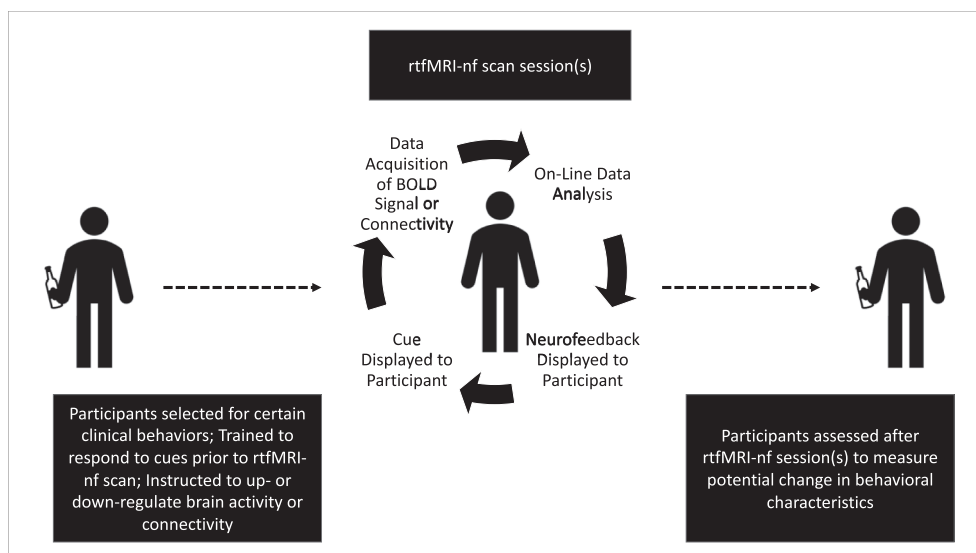 rtfMRI-nf scan session(s)
Data
Acquisition
of BOLD
Signal or
Connectivity
On-Line Data
Analysis
Neurofeedback
Displayed to
Participant
Cue
Displayed to
Participant
Participants selected for certain
clinical behaviors; Trained to
respond to cues prior to rtfMRI-
nf scan; Instructed to up- or
down-regulate brain activity or
connectivity
Participants assessed after
rtfMRI-nf session(s) to measure
potential change in behavioral
characteristics